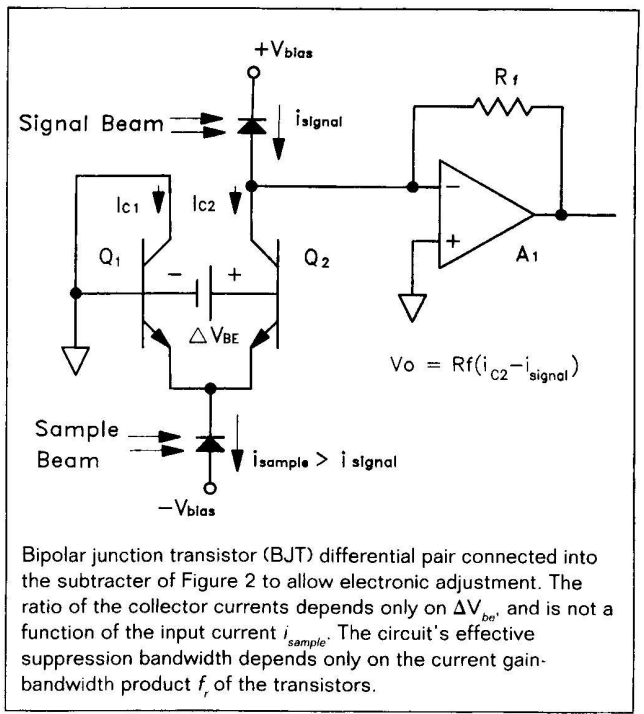 +Vbias
Signal Beam
isignal
Rf
IC1
IC2
Q1
Q2
−
+
ΔVBE
−
+
A1
Vo = Rf(iC2−isignal)
Sample
Beam
isample > isignal
−Vbias
Bipolar junction transistor (BJT) differential pair connected into
the subtracter of Figure 2 to allow electronic adjustment. The
ratio of the collector currents depends only on ΔVbe, and is not a
function of the input current isample. The circuit's effective
suppression bandwidth depends only on the current gain-
bandwidth product fr of the transistors.